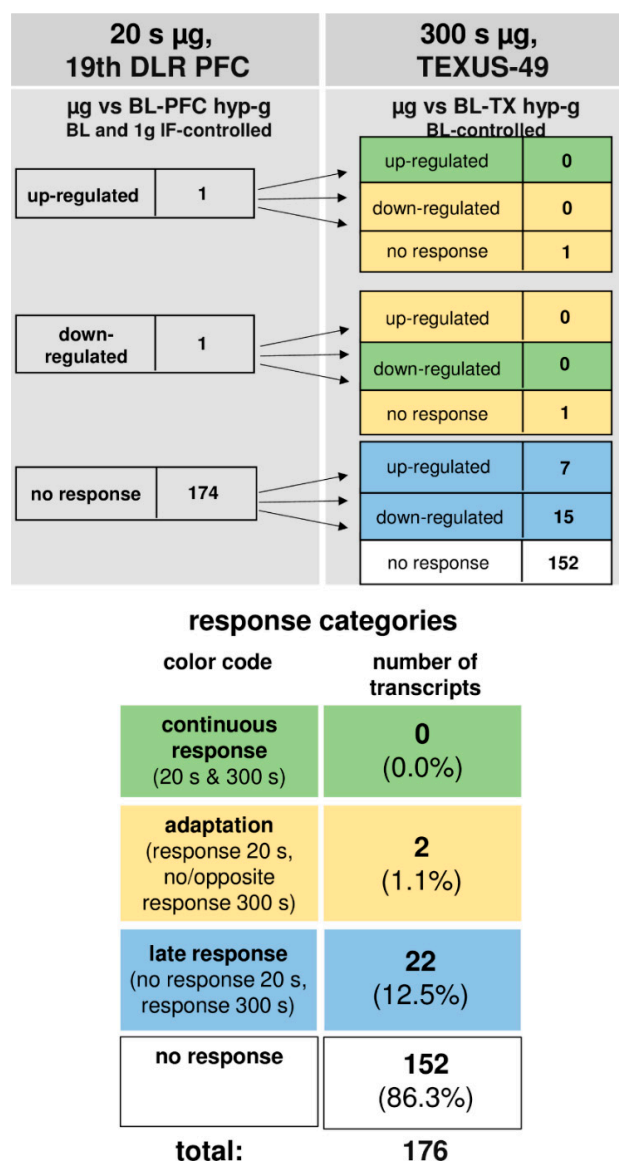 20 s µg,
19th DLR PFC
300 s µg,
TEXUS-49
µg vs BL-PFC hyp-g
BL and 1g IF-controlled
µg vs BL-TX hyp-g
BL-controlled
up-regulated 1
up-regulated 0
down-regulated 0
no response 1
down-
regulated 1
up-regulated 0
down-regulated 0
no response 1
no response 174
up-regulated 7
down-regulated 15
no response 152
response categories
color code
number of
transcripts
continuous
response
(20 s & 300 s)
0
(0.0%)
adaptation
(response 20 s,
no/opposite
response 300 s)
2
(1.1%)
late response
(no response 20 s,
response 300 s)
22
(12.5%)
no response
152
(86.3%)
total: 176